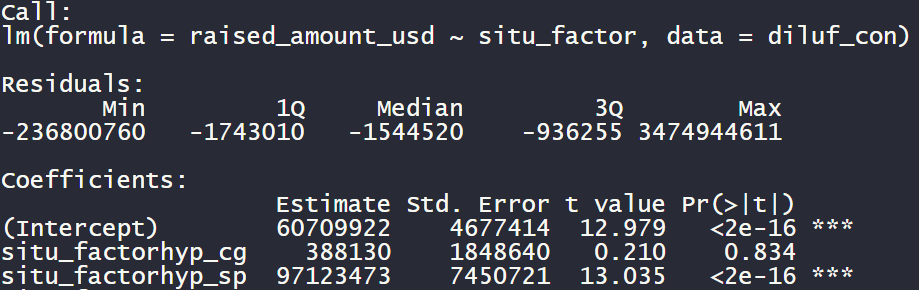 Call:
lm(formula = raised_amount_usd ~ situ_factor, data = diluf_con)
Residuals:
Min 1Q Median 3Q Max
-236800760 -1743010 -1544520 -936255 3474944611
Coefficients:
Estimate Std. Error t value Pr(>|t|)
(Intercept) 60709922 4677414 12.979 <2e-16 ***
situ_factorhyp_cg 388130 1848640 0.210 0.834
situ_factorhyp_sp 97123473 7450721 13.035 <2e-16 ***